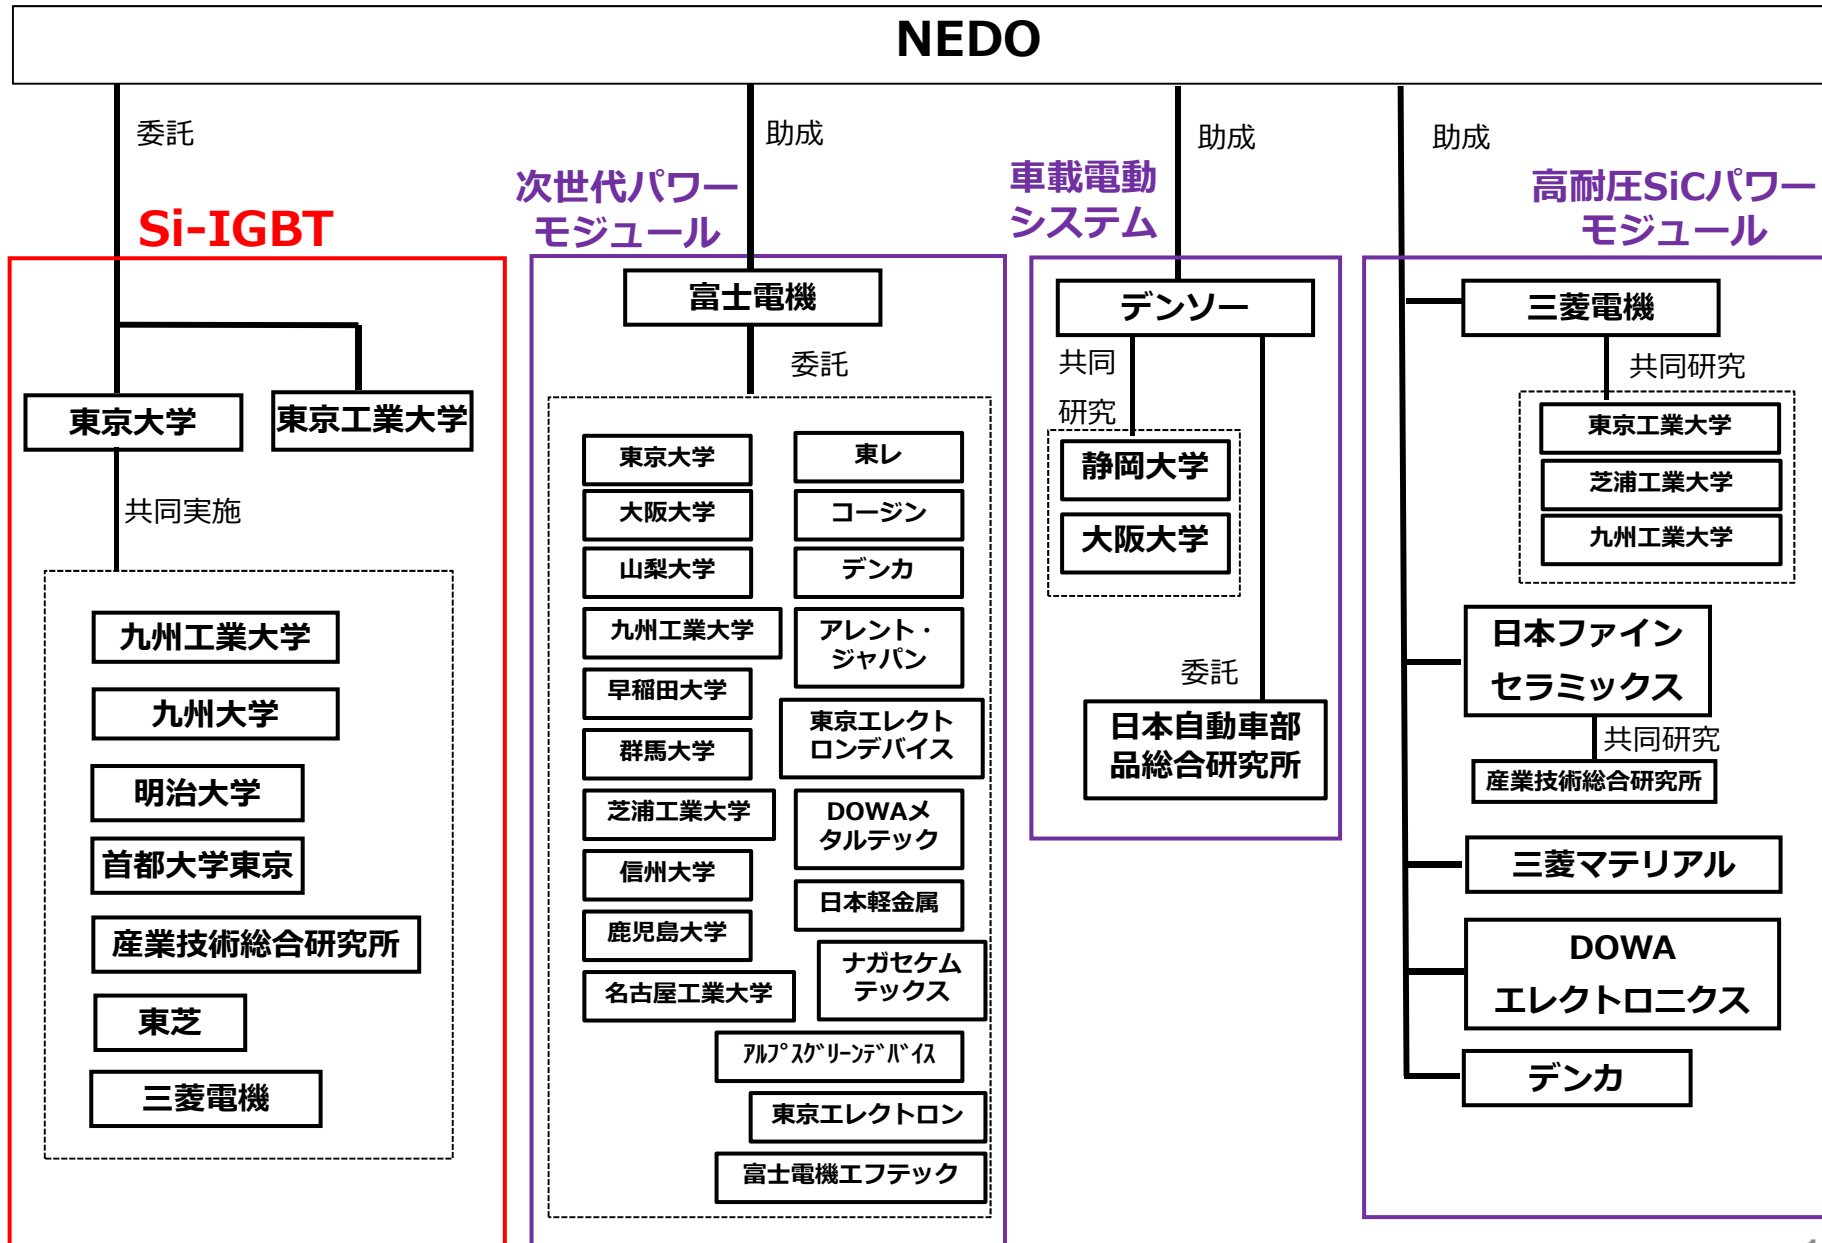 NEDO
委託
Si-IGBT
東京大学
東京工業大学
共同実施
九州工業大学
九州大学
明治大学
首都大学東京
産業技術総合研究所
東芝
三菱電機
助成
次世代パワー
モジュール
富士電機
委託
東京大学
大阪大学
山梨大学
九州工業大学
早稲田大学
群馬大学
芝浦工業大学
信州大学
鹿児島大学
名古屋工業大学
東レ
コージン
デンカ
アレント・
ジャパン
東京エレクト
ロンデバイス
DOWAメ
タルテック
日本軽金属
ナガセケム
テックス
ｱﾙﾌﾟｽｸﾞﾘｰﾝﾃﾞﾊﾞｲｽ
東京エレクトロン
富士電機エフテック
助成
車載電動
システム
デンソー
共同
研究
静岡大学
大阪大学
委託
日本自動車部
品総合研究所
助成
高耐圧SiCパワー
モジュール
三菱電機
共同研究
東京工業大学
芝浦工業大学
九州工業大学
日本ファイン
セラミックス
共同研究
産業技術総合研究所
三菱マテリアル
DOWA
エレクトロニクス
デンカ